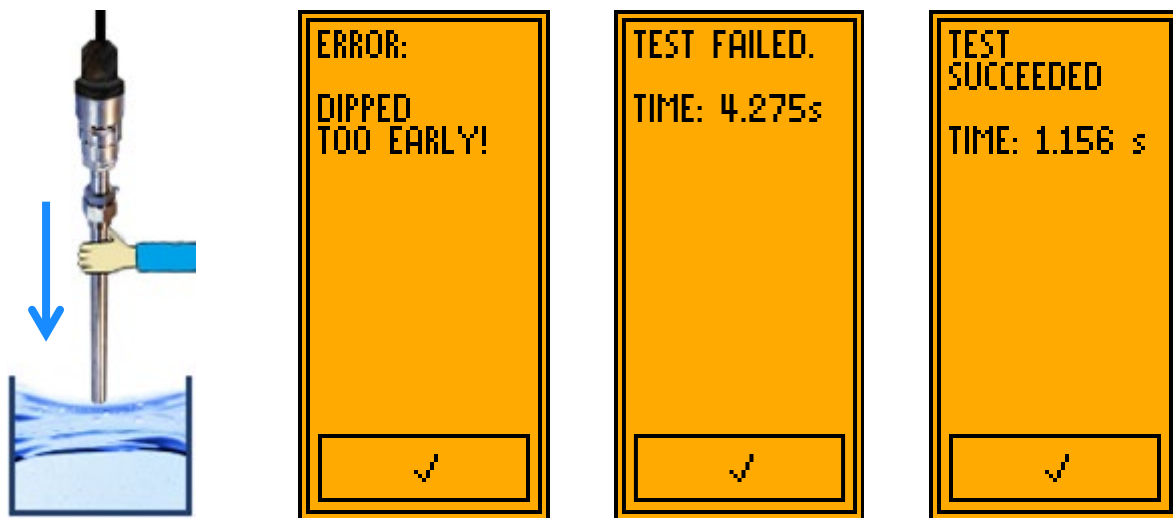 ERROR:
DIPPED
TOO EARLY!
TEST FAILED.
TIME: 4.275s
TEST
SUCCEEDED
TIME: 1.156 s